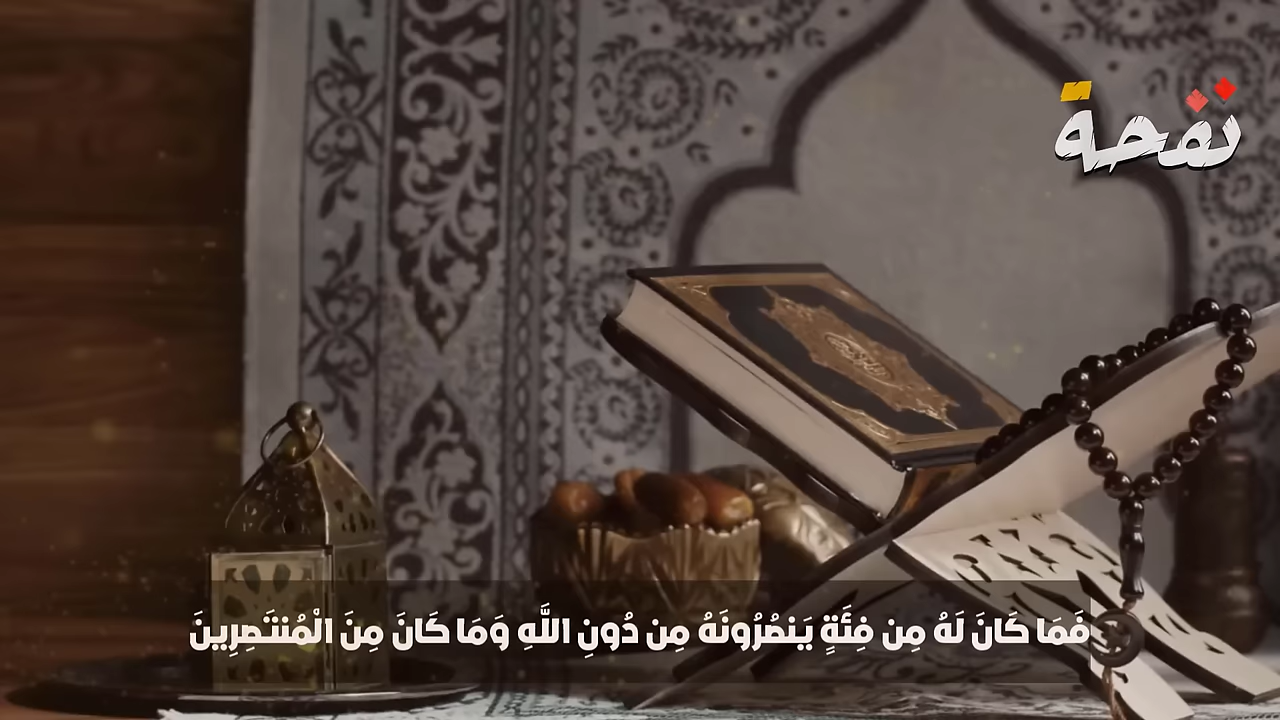 نفحة
فَمَا كَانَ لَهُ مِن فِئَةٍ يَنصُرُونَهُ مِن دُونِ اللَّهِ وَمَا كَانَ مِنَ الْمُنتَصِرِينَ